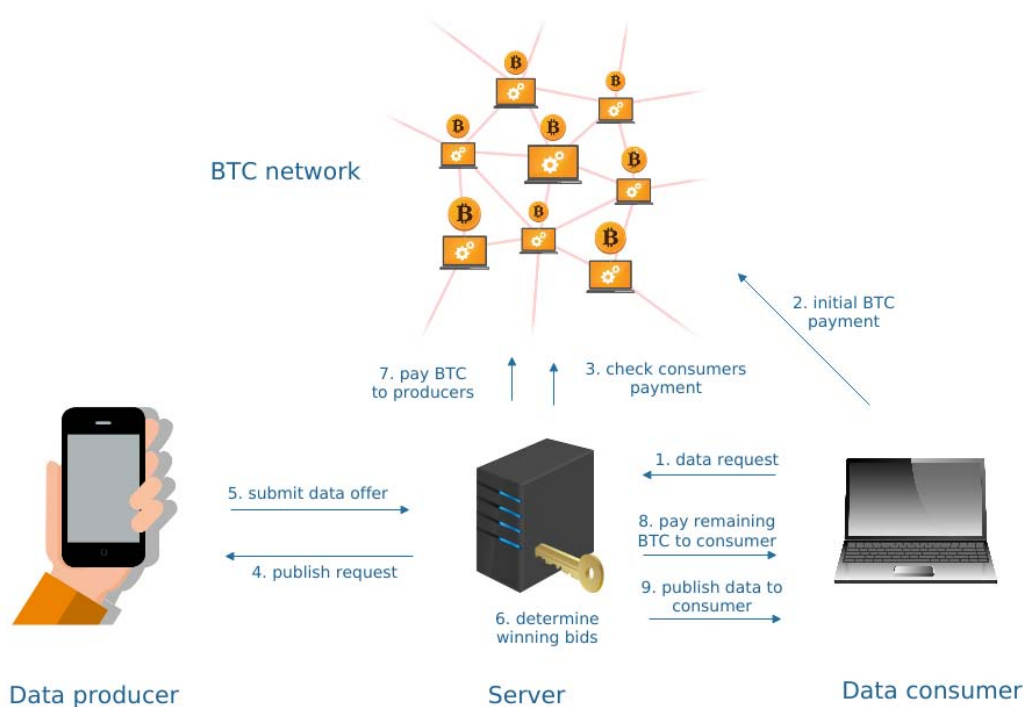 BTC network
2. initial BTC
payment
7. pay BTC
to producers
3. check consumers
payment
1. data request
5. submit data offer
8. pay remaining
BTC to consumer
4. publish request
9. publish data to
consumer
6. determine
winning bids
Data producer
Server
Data consumer